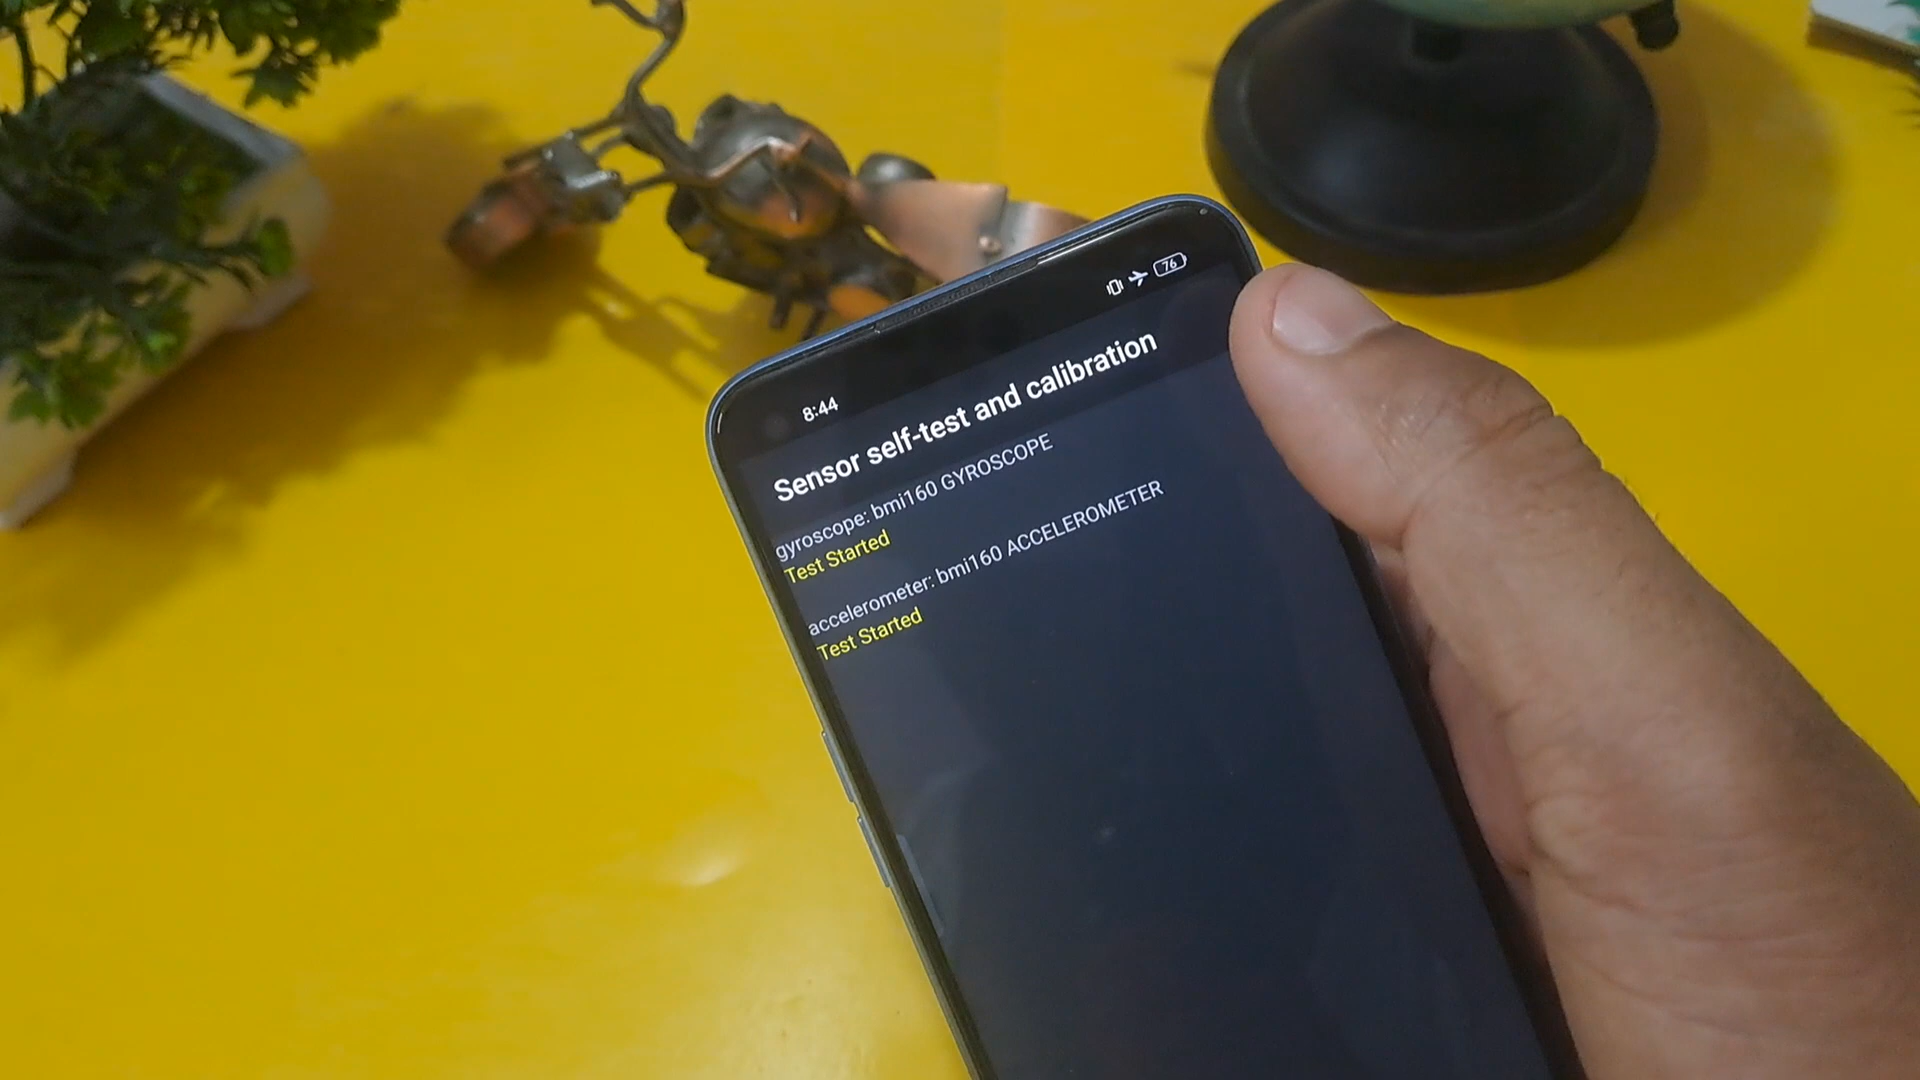 8:44
76
Sensor self-test and calibration
gyroscope: bmi160 GYROSCOPE
Test Started
accelerometer: bmi160 ACCELEROMETER
Test Started